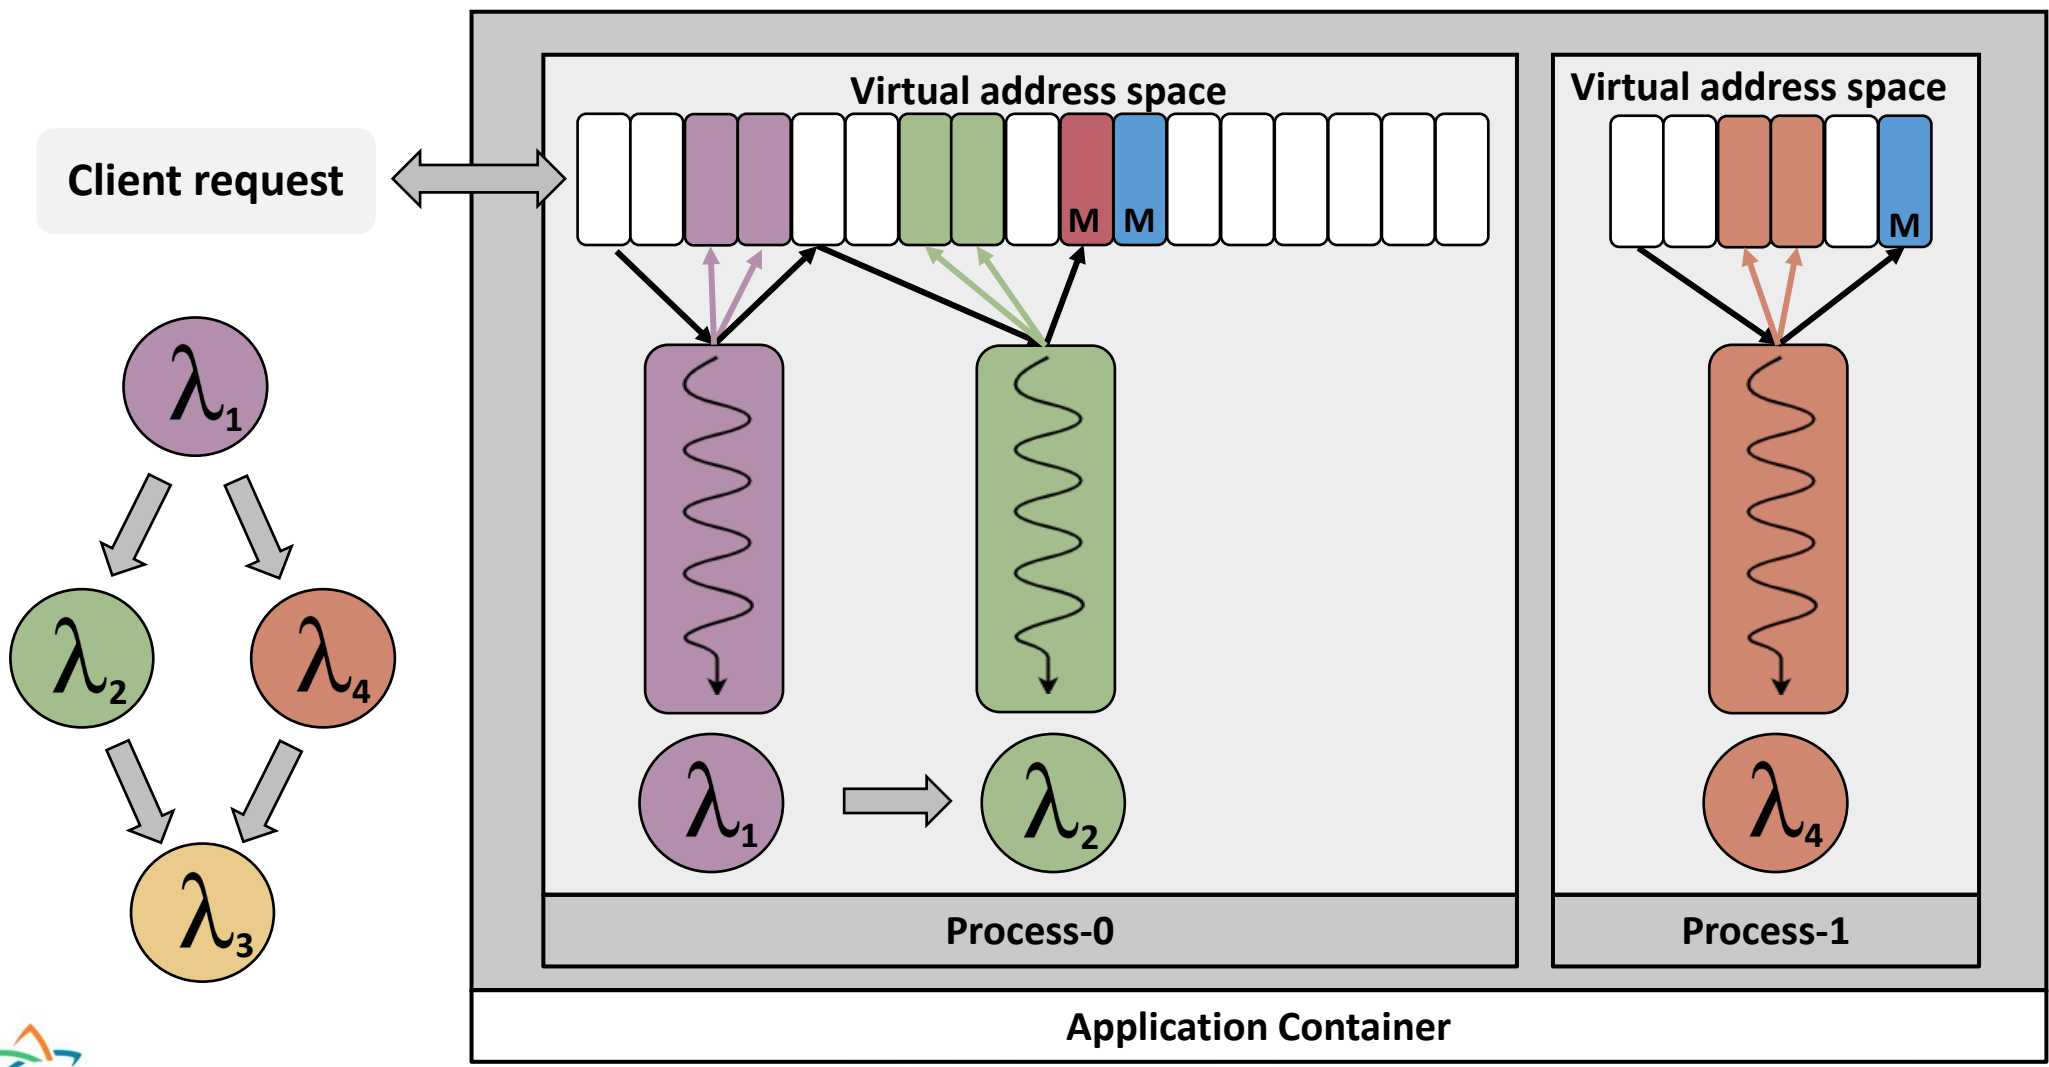 Client request
λ1
λ2
λ4
λ3
Virtual address space
M M
λ1
λ2
Process-0
Virtual address space
M
λ4
Process-1
Application Container